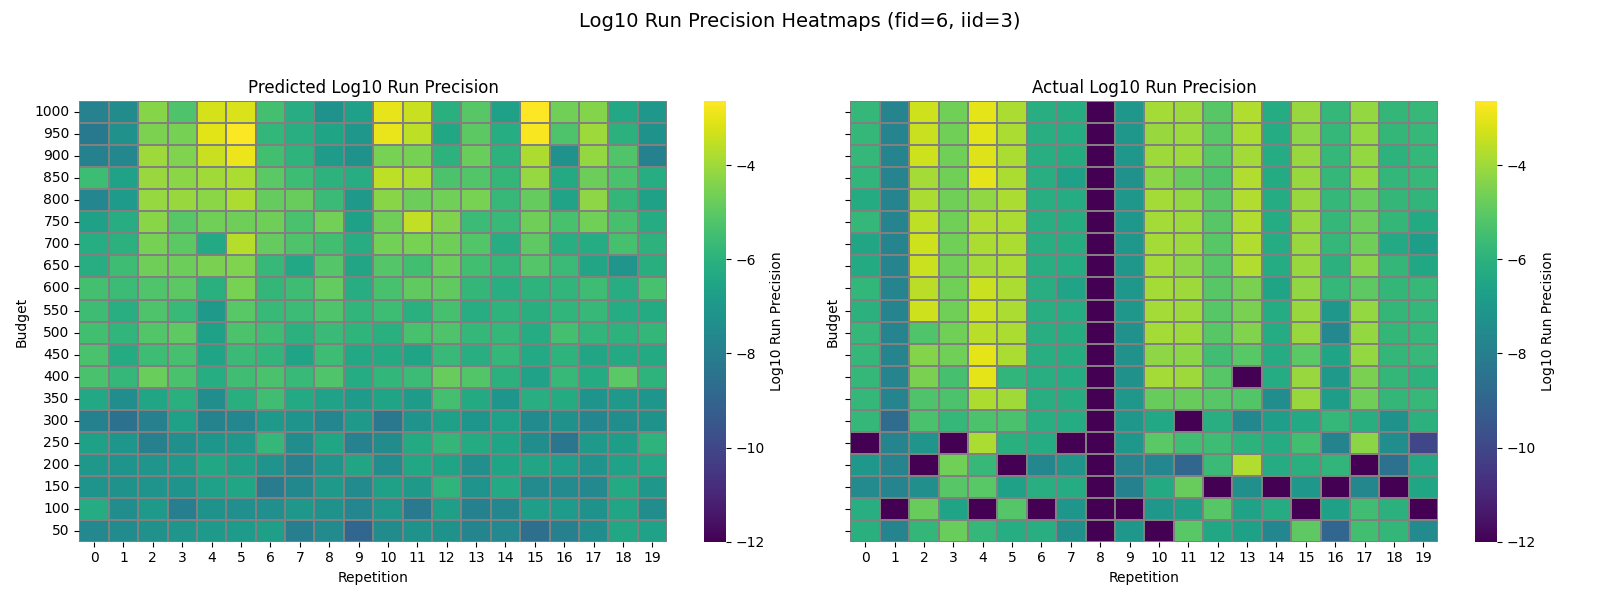 Log10 Run Precision Heatmaps (fid=6, iid=3)
Predicted Log10 Run Precision
Budget
1000
950
900
850
800
750
700
650
600
550
500
450
400
350
300
250
200
150
100
50
0 1 2 3 4 5 6 7 8 9 10 11 12 13 14 15 16 17 18 19
Repetition
−4
−6
−8
−10
−12
Log10 Run Precision
Actual Log10 Run Precision
Budget
0 1 2 3 4 5 6 7 8 9 10 11 12 13 14 15 16 17 18 19
Repetition
−4
−6
−8
−10
−12
Log10 Run Precision